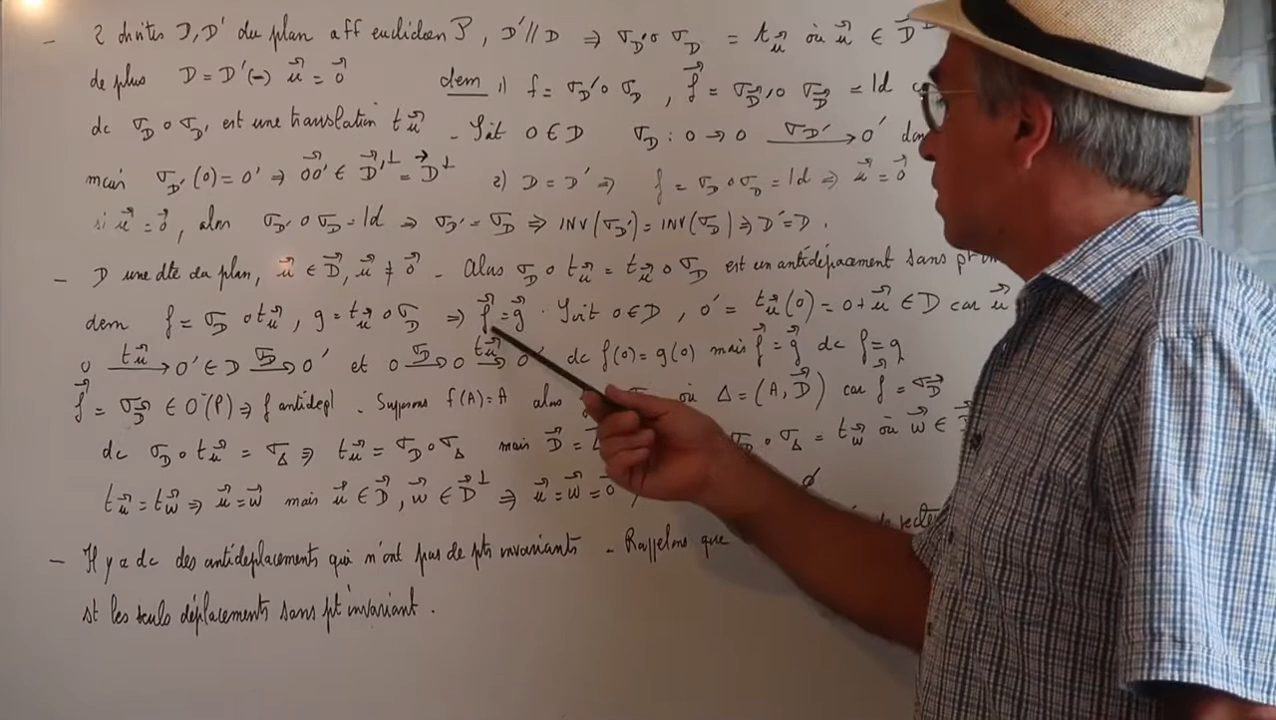 - 2 droites D, D' du plan aff euclidien P, D' // D ⇒ σ_D' o σ_D = t_u⃗ où u⃗ ∈ D⃗^⊥
de plus D = D' (=) u⃗ = 0⃗ dem 1) f = σ_D' o σ_D, f⃗ = σ_D⃗' o σ_D⃗ = Id
dc σ_D o σ_D' est une translation t_u⃗ - Soit O ∈ D σ_D : O → O —σ_D'→ O'
mais σ_D'(O) = O' ⇒ OO'⃗ ∈ D⃗'^⊥ = D⃗^⊥ 2) D = D' ⇒ f = σ_D o σ_D = Id ⇒ u⃗ = 0⃗
si u⃗ = 0⃗, alors σ_D' o σ_D = Id ⇒ σ_D' = σ_D ⇒ INV(σ_D') = INV(σ_D) ⇒ D' = D.
- D une dte du plan, u⃗ ∈ D⃗, u⃗ ≠ 0⃗ - Alors σ_D o t_u⃗ = t_u⃗ o σ_D est un antidéplacement sans pt
dem f = σ_D o t_u⃗, g = t_u⃗ o σ_D ⇒ f⃗ = g⃗ . Soit O ∈ D, O' = t_u⃗(O) = O + u⃗ ∈ D car u⃗
O —t_u⃗→ O' ∈ D —σ_D→ O' et O —σ_D→ O —t_u⃗→ O' dc f(O) = g(O) mais f⃗ = g⃗ dc f = g
f⃗ = σ_D⃗ ∈ O⁻(P) ⇒ f antidepl . Supposons f(A) = A alors où Δ = (A, D⃗) car f⃗ = σ_D⃗
dc σ_D o t_u⃗ = σ_Δ ⇒ t_u⃗ = σ_D o σ_Δ mais D⃗ = σ_D o σ_Δ = t_w⃗ où w⃗ ∈ D⃗
t_u⃗ = t_w⃗ ⇒ u⃗ = w⃗ mais u⃗ ∈ D⃗, w⃗ ∈ D⃗^⊥ ⇒ u⃗ = w⃗ = 0⃗ ∅
- Il y a dc des antideplacements qui n'ont pas de pts invariants - Rappelons que de vecteur
st les seuls déplacements sans pt invariant .